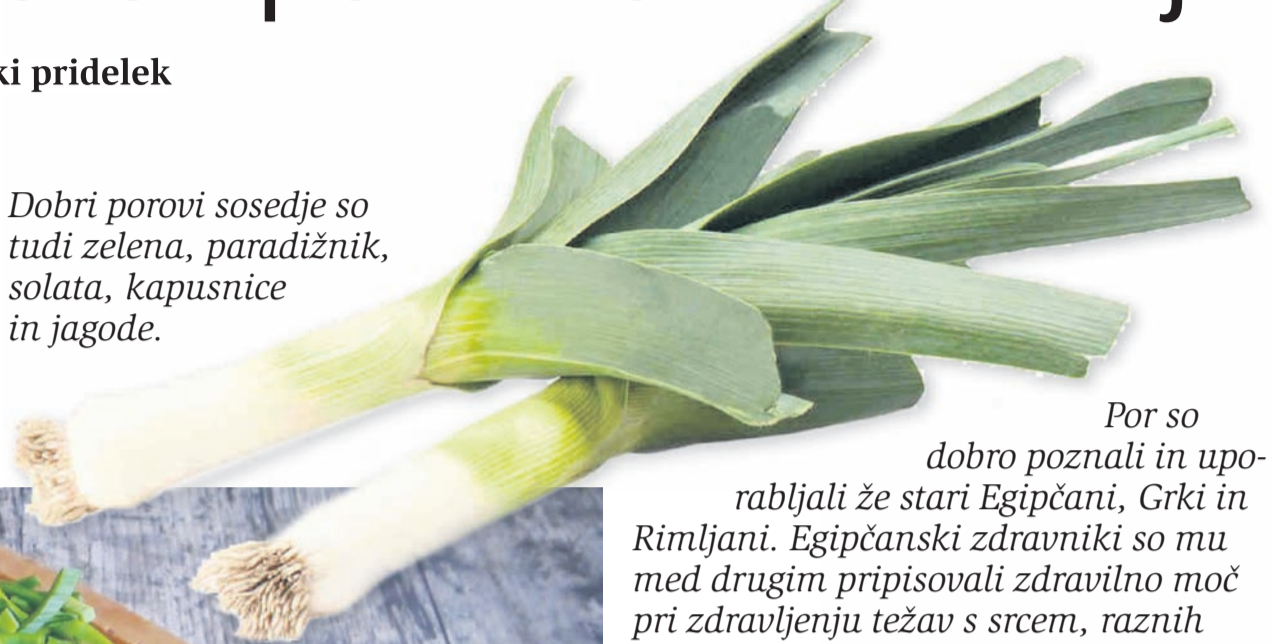 ki pridelek
Dobri porovi sosedje so
tudi zelena, paradižnik,
solata, kapusnice
in jagode.
Por so
dobro poznali in upo-
rabljali že stari Egipčani, Grki in
Rimljani. Egipčanski zdravniki so mu
med drugim pripisovali zdravilno moč
pri zdravljenju težav s srcem, raznih